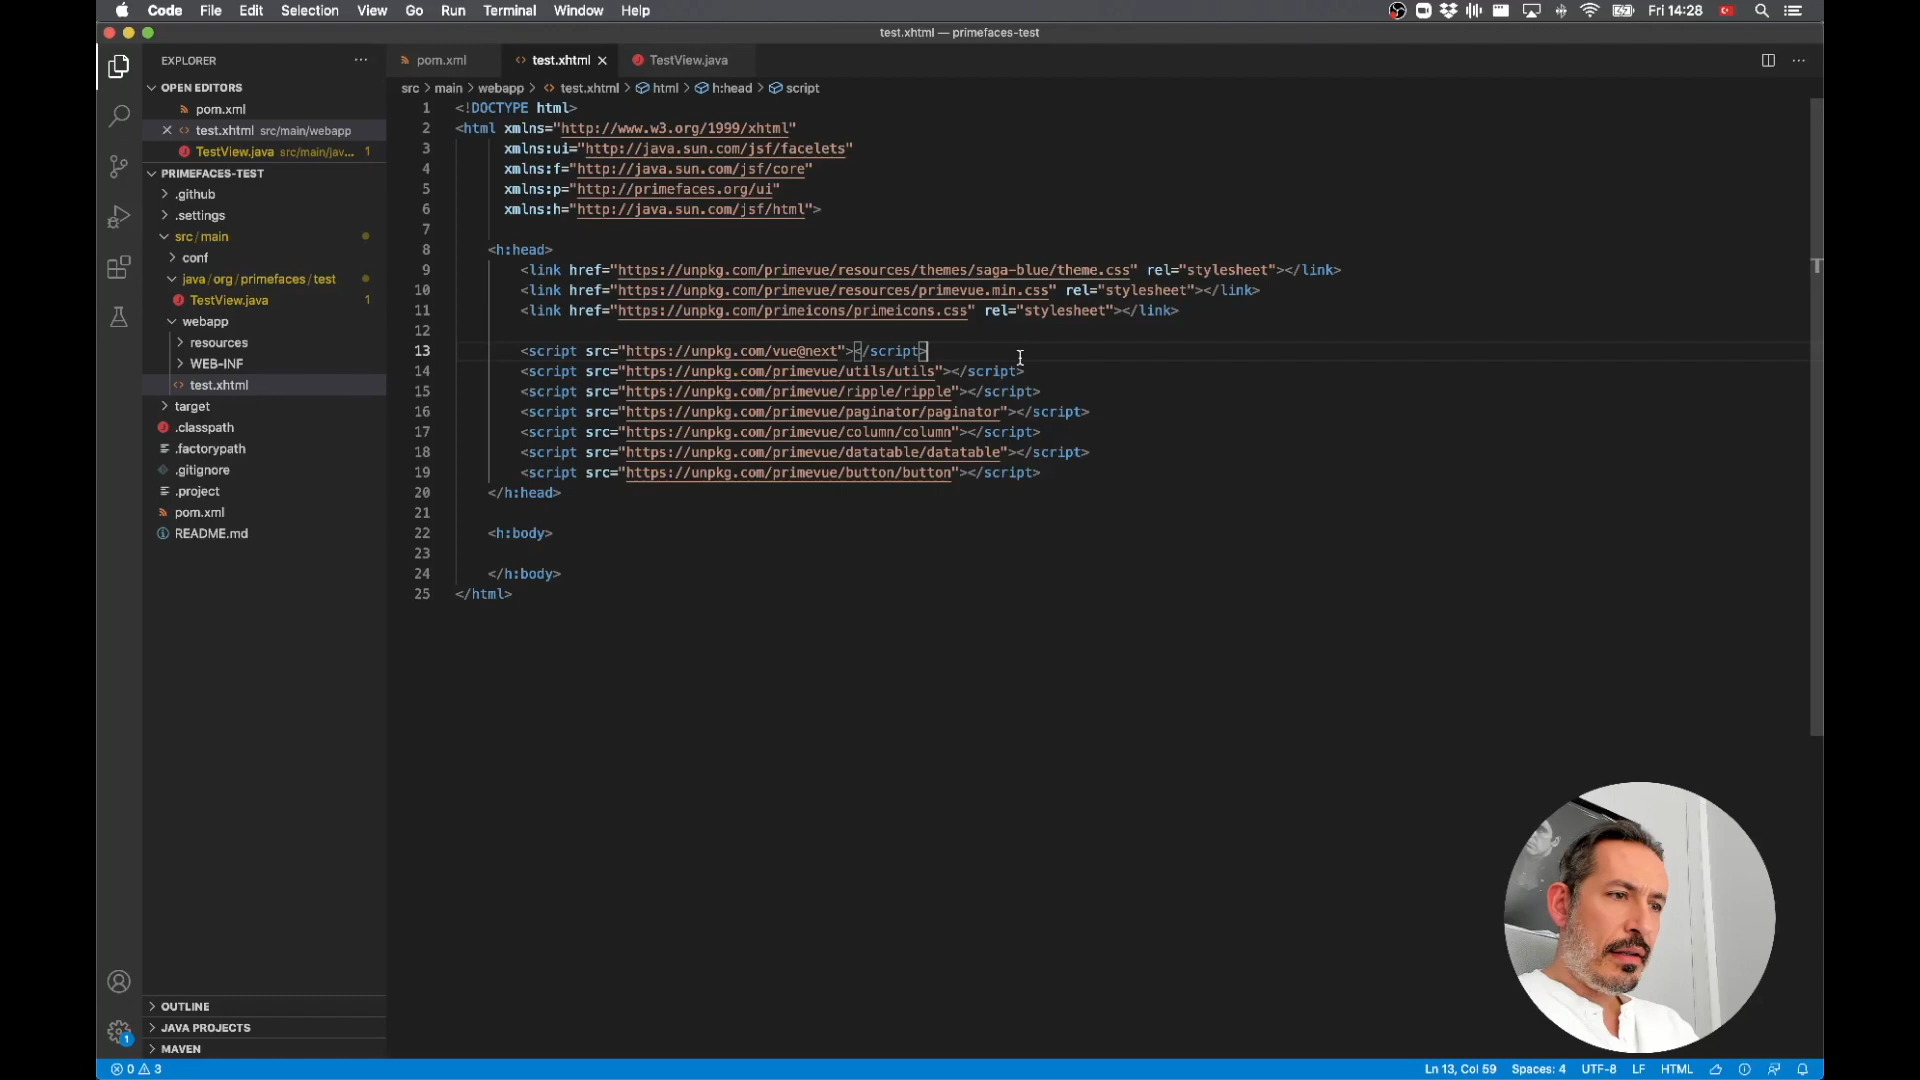 Code File Edit Selection View Go Run Terminal Window Help Fri 14:28
test.xhtml — primefaces-test
EXPLORER
OPEN EDITORS
pom.xml
test.xhtml src/main/webapp
TestView.java src/main/jav... 1
PRIMEFACES-TEST
.github
.settings
src / main
conf
java / org / primefaces / test
TestView.java 1
webapp
resources
WEB-INF
test.xhtml
target
.classpath
.factorypath
.gitignore
.project
pom.xml
README.md
OUTLINE
JAVA PROJECTS
MAVEN
pom.xml test.xhtml TestView.java
src > main > webapp > test.xhtml > html > h:head > script
1 <!DOCTYPE html>
2 <html xmlns="http://www.w3.org/1999/xhtml"
3 xmlns:ui="http://java.sun.com/jsf/facelets"
4 xmlns:f="http://java.sun.com/jsf/core"
5 xmlns:p="http://primefaces.org/ui"
6 xmlns:h="http://java.sun.com/jsf/html">
7
8 <h:head>
9 <link href="https://unpkg.com/primevue/resources/themes/saga-blue/theme.css" rel="stylesheet"></link>
10 <link href="https://unpkg.com/primevue/resources/primevue.min.css" rel="stylesheet"></link>
11 <link href="https://unpkg.com/primeicons/primeicons.css" rel="stylesheet"></link>
12
13 <script src="https://unpkg.com/vue@next"></script>
14 <script src="https://unpkg.com/primevue/utils/utils"></script>
15 <script src="https://unpkg.com/primevue/ripple/ripple"></script>
16 <script src="https://unpkg.com/primevue/paginator/paginator"></script>
17 <script src="https://unpkg.com/primevue/column/column"></script>
18 <script src="https://unpkg.com/primevue/datatable/datatable"></script>
19 <script src="https://unpkg.com/primevue/button/button"></script>
20 </h:head>
21
22 <h:body>
23
24 </h:body>
25 </html>
1
0 3 Ln 13, Col 59 Spaces: 4 UTF-8 LF HTML